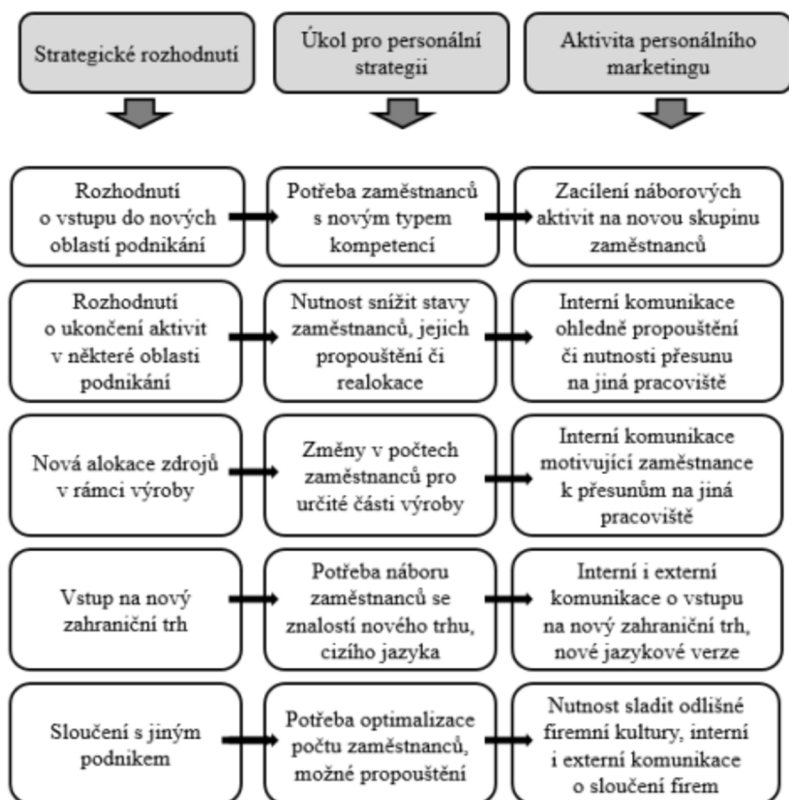 Strategické rozhodnutí
Úkol pro personální
strategii
Aktivita personálního
marketingu
Rozhodnutí
o vstupu do nových
oblastí podnikání
Potřeba zaměstnanců
s novým typem
kompetencí
Zacílení náborových
aktivit na novou skupinu
zaměstnanců
Rozhodnutí
o ukončení aktivit
v některé oblasti
podnikání
Nutnost snížit stavy
zaměstnanců, jejich
propouštění či
realokace
Interní komunikace
ohledně propouštění
či nutnosti přesunu
na jiná pracoviště
Nová alokace zdrojů
v rámci výroby
Změny v počtech
zaměstnanců pro
určité části výroby
Interní komunikace
motivující zaměstnance
k přesunům na jiná
pracoviště
Vstup na nový
zahraniční trh
Potřeba náboru
zaměstnanců se
znalostí nového trhu,
cizího jazyka
Interní i externí
komunikace o vstupu
na nový zahraniční trh,
nové jazykové verze
Sloučení s jiným
podnikem
Potřeba optimalizace
počtu zaměstnanců,
možné propouštění
Nutnost sladit odlišné
firemní kultury, interní
i externí komunikace
o sloučení firem